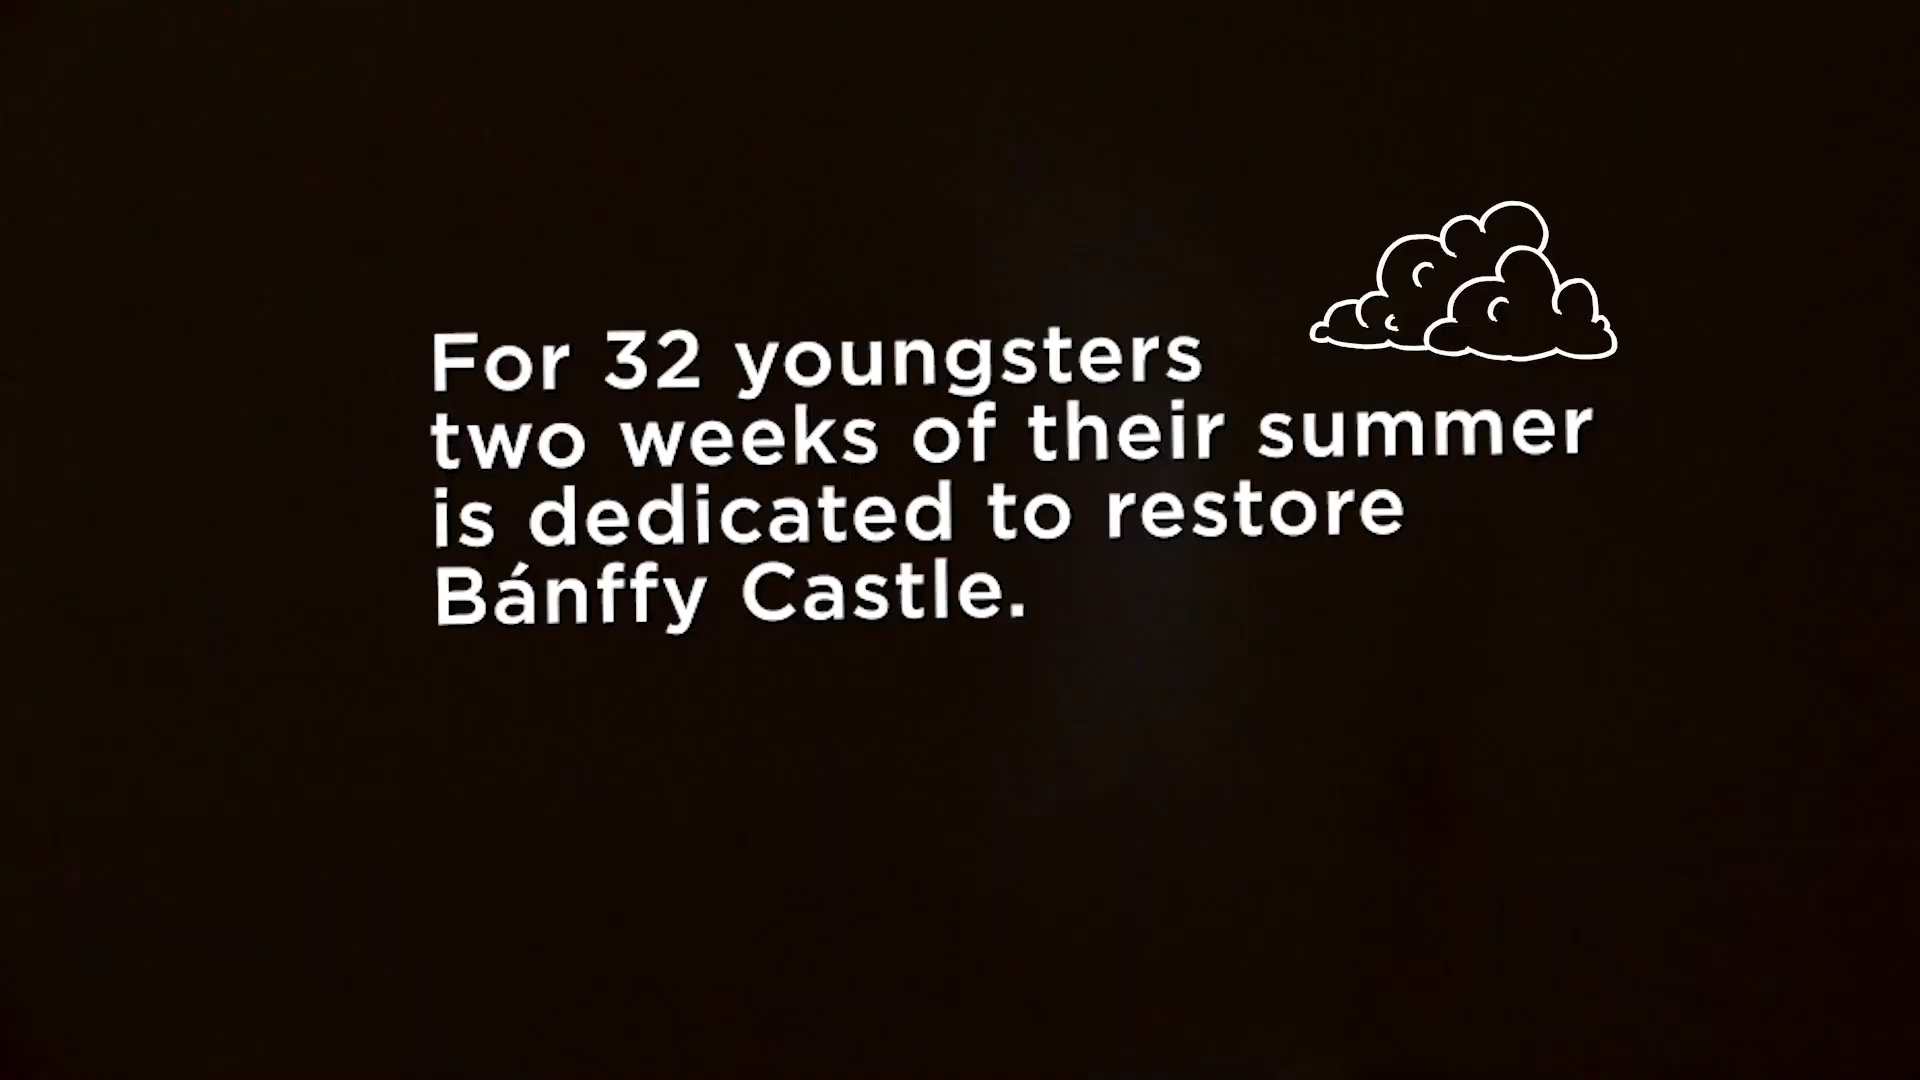 For 32 youngsters
two weeks of their summer
is dedicated to restore
Bánffy Castle.